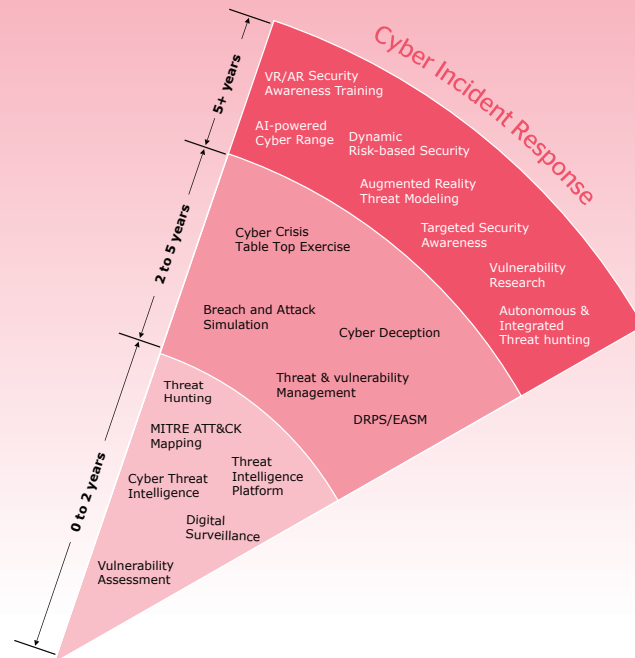 Cyber Incident Response
5+ years
VR/AR Security
Awareness Training
AI-powered
Cyber Range
Dynamic
Risk-based Security
Augmented Reality
Threat Modeling
Targeted Security
Awareness
Vulnerability
Research
Autonomous &
Integrated
Threat hunting
2 to 5 years
Cyber Crisis
Table Top Exercise
Breach and Attack
Simulation
Cyber Deception
Threat & vulnerability
Management
DRPS/EASM
0 to 2 years
Threat
Hunting
MITRE ATT&CK
Mapping
Cyber Threat
Intelligence
Threat
Intelligence
Platform
Digital
Surveillance
Vulnerability
Assessment